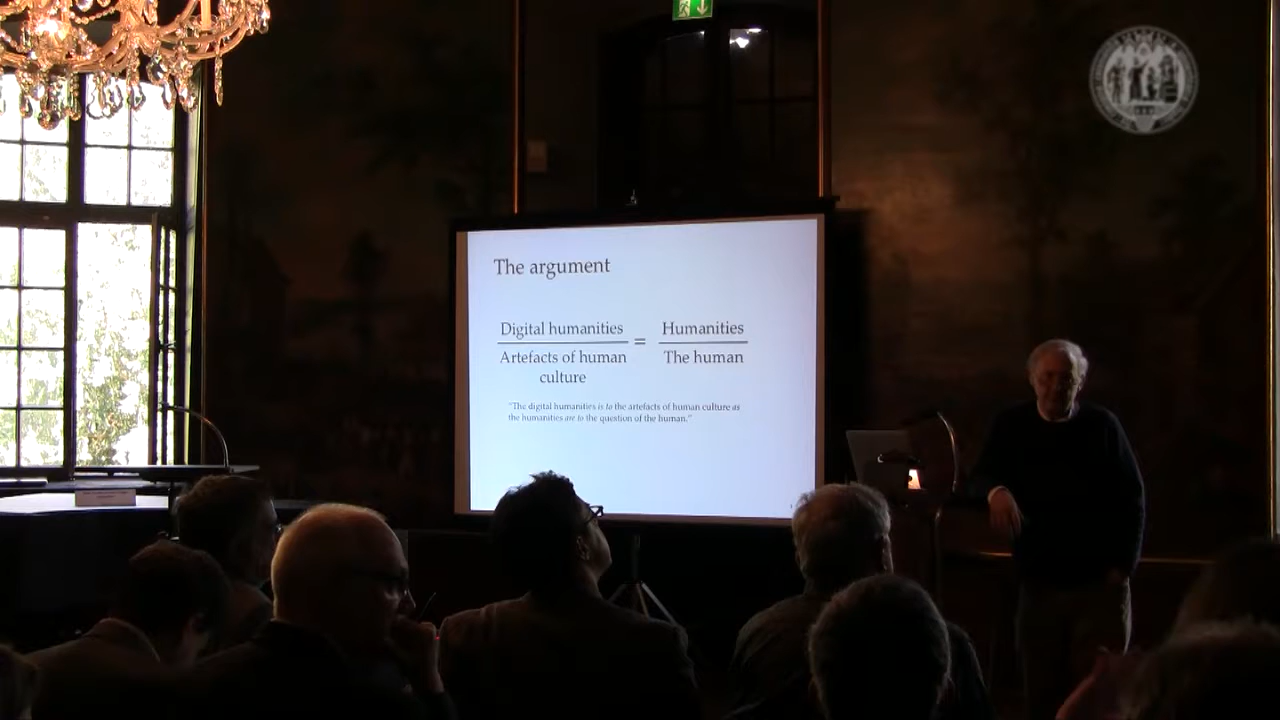 The argument
Digital humanities
Artefacts of human
culture
=
Humanities
The human
"The digital humanities is to the artefacts of human culture as
the humanities are to the question of the human."